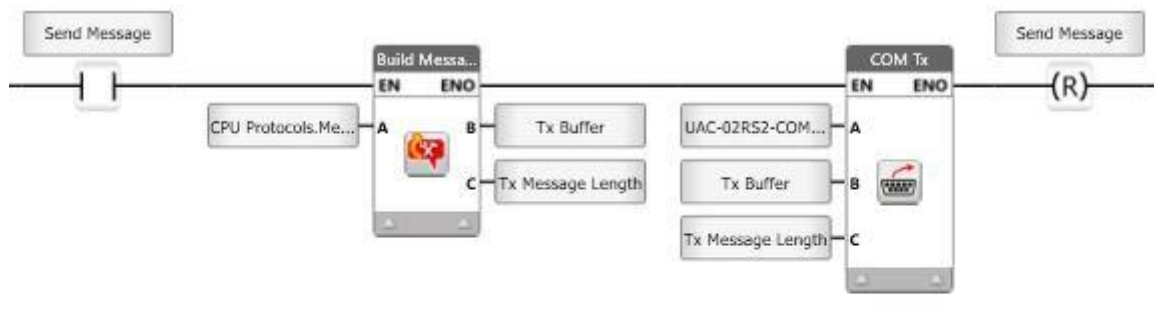 Send Message
Send Message
Build Messa...
COM Tx
EN ENO
EN ENO
(R)
CPU Protocols.Me...
A
B
Tx Buffer
UAC-02RS2-COM...
A
C
Tx Message Length
Tx Buffer
B
Tx Message Length
C